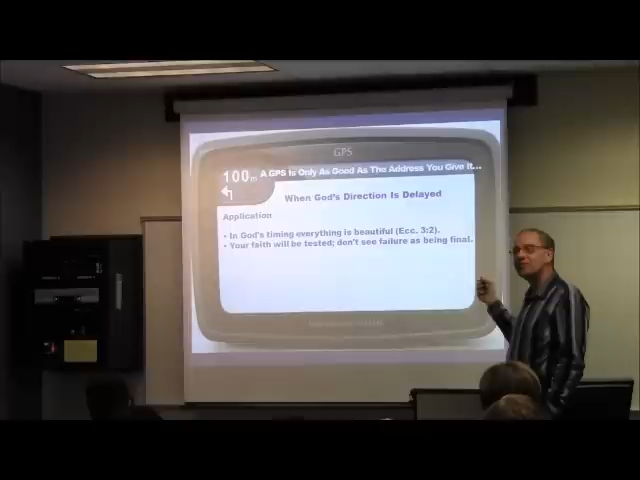 GPS
100m A GPS Is Only As Good As The Address You Give It...
When God's Direction Is Delayed
Application
• In God's timing everything is beautiful (Ecc. 3:2).
• Your faith will be tested; don't see failure as being final.